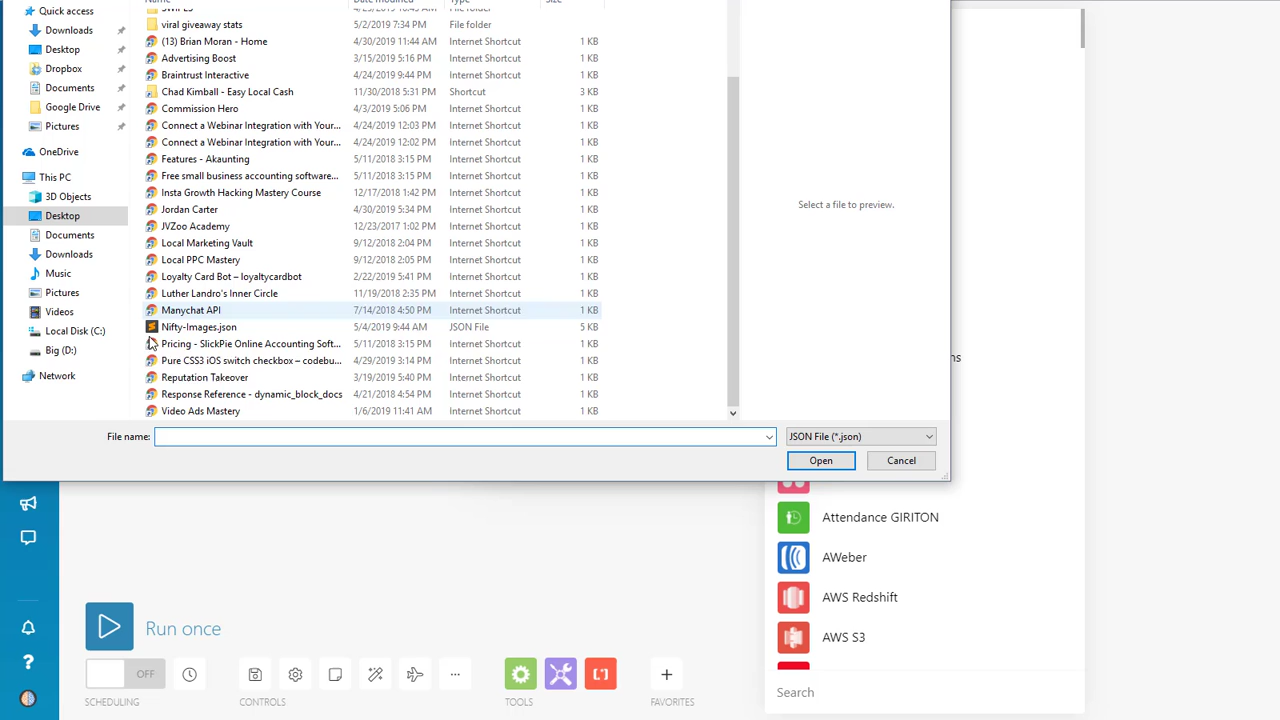 Name Date modified Type Size
Quick access
SWIPES 4/23/2019 10:43 AM File folder
viral giveaway stats 5/2/2019 7:34 PM File folder
Downloads
(13) Brian Moran - Home 4/30/2019 11:44 AM Internet Shortcut 1 KB
Desktop
Advertising Boost 3/15/2019 5:16 PM Internet Shortcut 1 KB
Dropbox
Braintrust Interactive 4/24/2019 9:44 PM Internet Shortcut 1 KB
Documents
Chad Kimball - Easy Local Cash 11/30/2018 5:31 PM Shortcut 3 KB
Google Drive
Commission Hero 4/3/2019 5:06 PM Internet Shortcut 1 KB
Pictures
Connect a Webinar Integration with Your... 4/24/2019 12:03 PM Internet Shortcut 1 KB
Connect a Webinar Integration with Your... 4/24/2019 12:02 PM Internet Shortcut 1 KB
OneDrive
Features - Akaunting 5/11/2018 3:15 PM Internet Shortcut 1 KB
This PC
Free small business accounting software... 5/11/2018 3:15 PM Internet Shortcut 1 KB
3D Objects
Insta Growth Hacking Mastery Course 12/17/2018 1:42 PM Internet Shortcut 1 KB
Select a file to preview.
Desktop
Jordan Carter 4/30/2019 5:34 PM Internet Shortcut 1 KB
JVZoo Academy 12/23/2017 1:02 PM Internet Shortcut 1 KB
Documents
Local Marketing Vault 9/12/2018 2:04 PM Internet Shortcut 1 KB
Downloads
Local PPC Mastery 9/12/2018 2:05 PM Internet Shortcut 1 KB
Music
Loyalty Card Bot – loyaltycardbot 2/22/2019 5:41 PM Internet Shortcut 1 KB
Pictures
Luther Landro's Inner Circle 11/19/2018 2:35 PM Internet Shortcut 1 KB
Videos
Manychat API 7/14/2018 4:50 PM Internet Shortcut 1 KB
Local Disk (C:)
Nifty-Images.json 5/4/2019 9:44 AM JSON File 5 KB
Big (D:)
Pricing - SlickPie Online Accounting Soft... 5/11/2018 3:15 PM Internet Shortcut 1 KB
Pure CSS3 iOS switch checkbox – codebu... 4/29/2019 3:14 PM Internet Shortcut 1 KB
ns
Network
Reputation Takeover 3/19/2019 5:40 PM Internet Shortcut 1 KB
Response Reference - dynamic_block_docs 4/21/2018 4:54 PM Internet Shortcut 1 KB
Video Ads Mastery 1/6/2019 11:41 AM Internet Shortcut 1 KB
File name: JSON File (*.json)
Open Cancel
Attendance GIRITON
AWeber
AWS Redshift
AWS S3
Run once
OFF
SCHEDULING CONTROLS TOOLS FAVORITES
Search